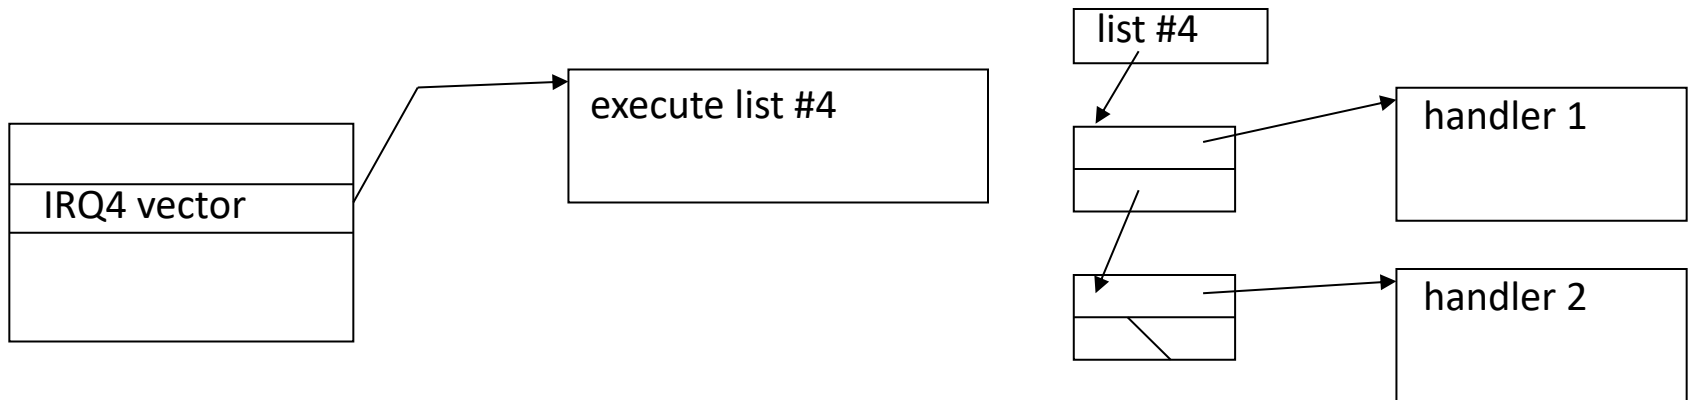 IRQ4 vector
execute list #4
list #4
handler 1
handler 2